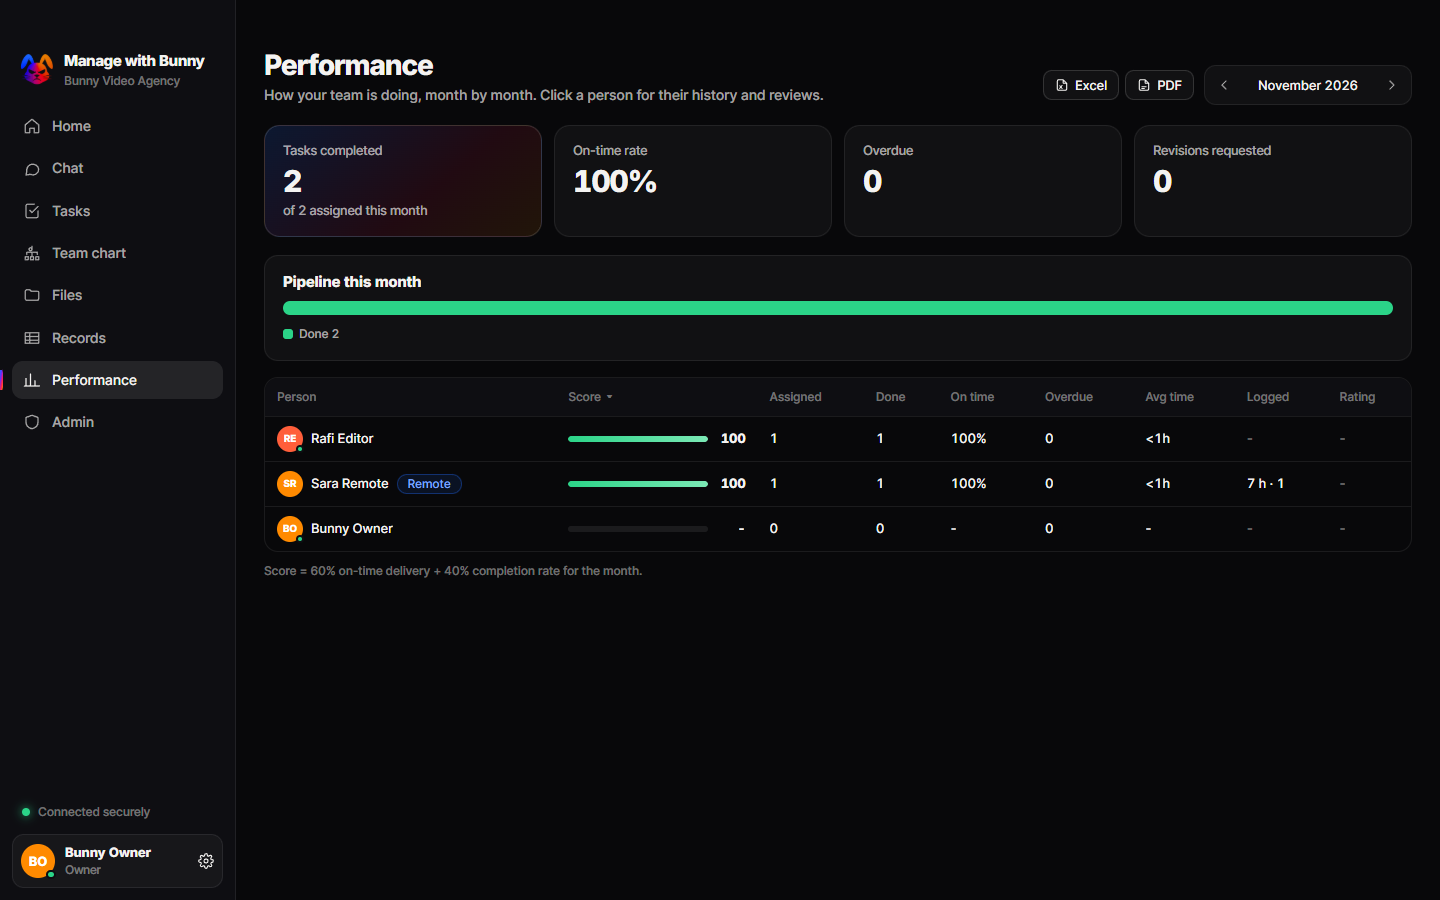 Manage with Bunny
Bunny Video Agency
Home
Chat
Tasks
Team chart
Files
Records
Performance
Admin
Connected securely
BO
Bunny Owner
Owner
Performance
How your team is doing, month by month. Click a person for their history and reviews.
Excel PDF November 2026
Tasks completed
2
of 2 assigned this month
On-time rate
100%
Overdue
0
Revisions requested
0
Pipeline this month
Done 2
Person Score Assigned Done On time Overdue Avg time Logged Rating
RE Rafi Editor 100 1 1 100% 0 <1h - -
SR Sara Remote Remote 100 1 1 100% 0 <1h 7 h · 1 -
BO Bunny Owner - 0 0 - 0 - - -
Score = 60% on-time delivery + 40% completion rate for the month.